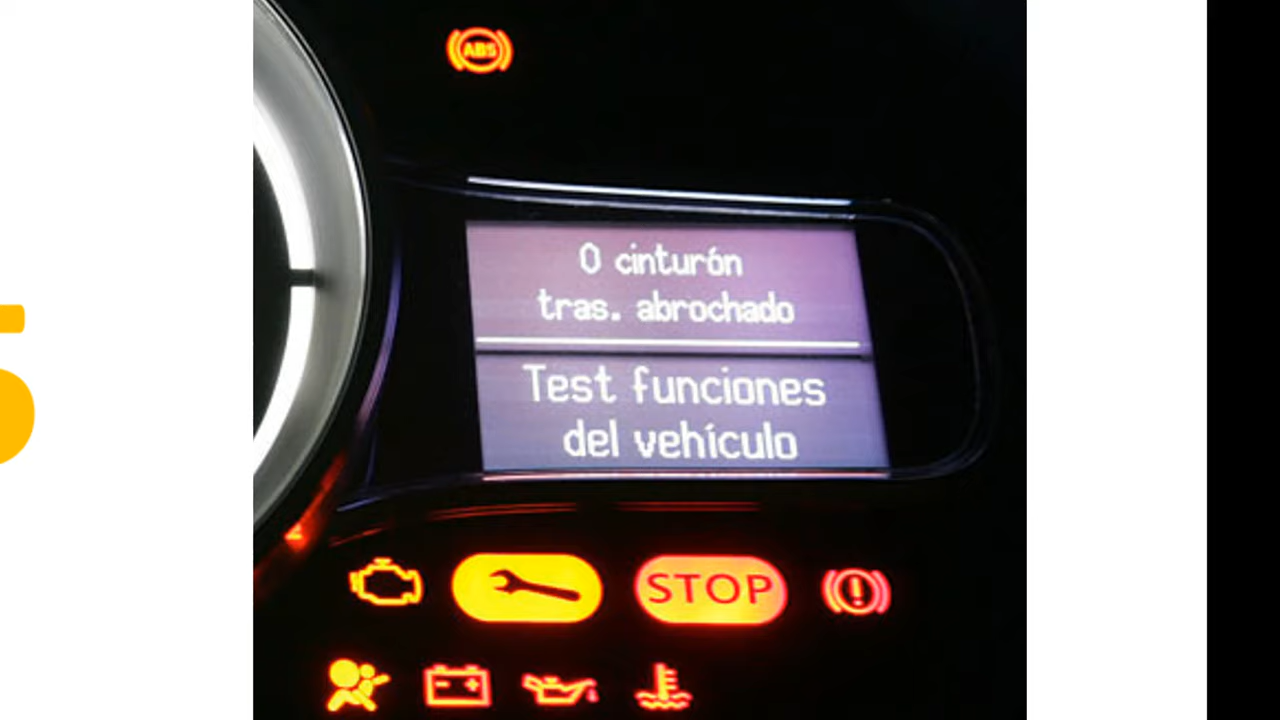 ABS
0 cinturón
tras. abrochado
Test funciones
del vehículo
STOP